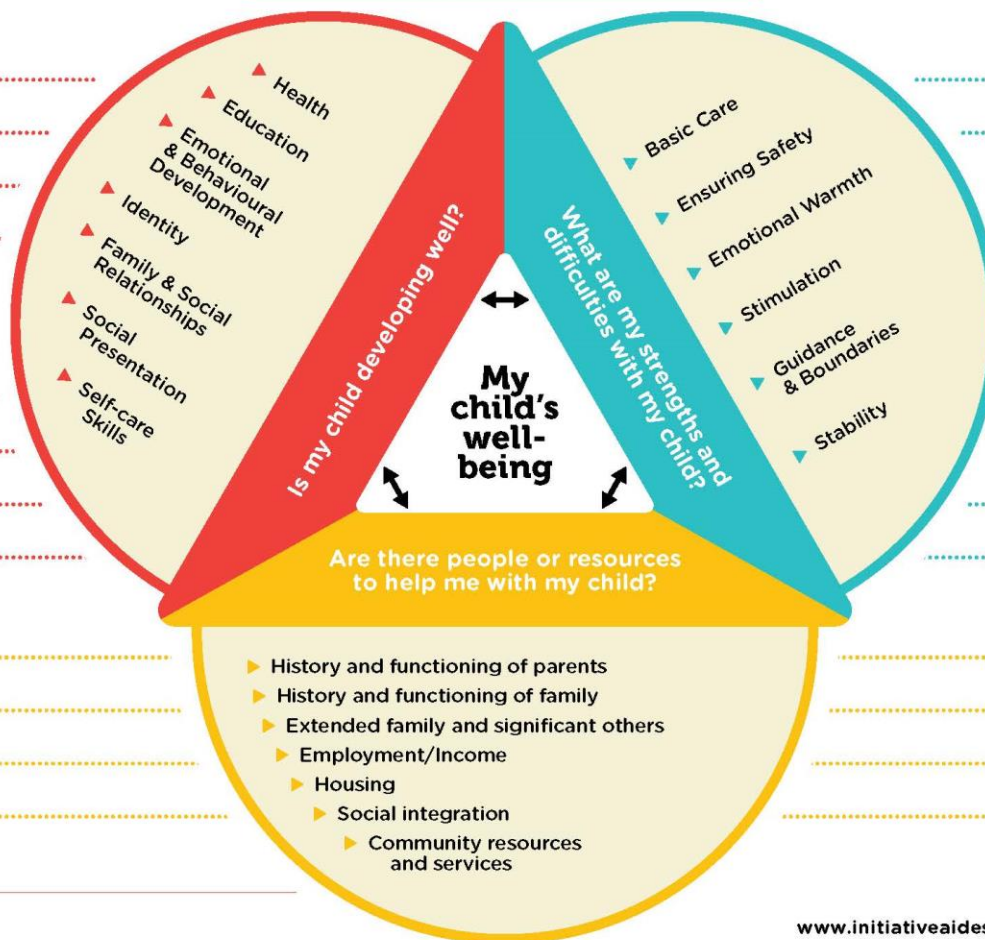 Health
Education
Emotional
& Behavioural
Development
Identity
Family & Social
Relationships
Social
Presentation
Self-care
Skills
Is my child developing well?
What are my strengths and
difficulties with my child?
Basic Care
Ensuring Safety
Emotional Warmth
Stimulation
Guidance
& Boundaries
Stability
My
child's
well-
being
Are there people or resources
to help me with my child?
History and functioning of parents
History and functioning of family
Extended family and significant others
Employment/Income
Housing
Social integration
Community resources
and services
www.initiativeaides